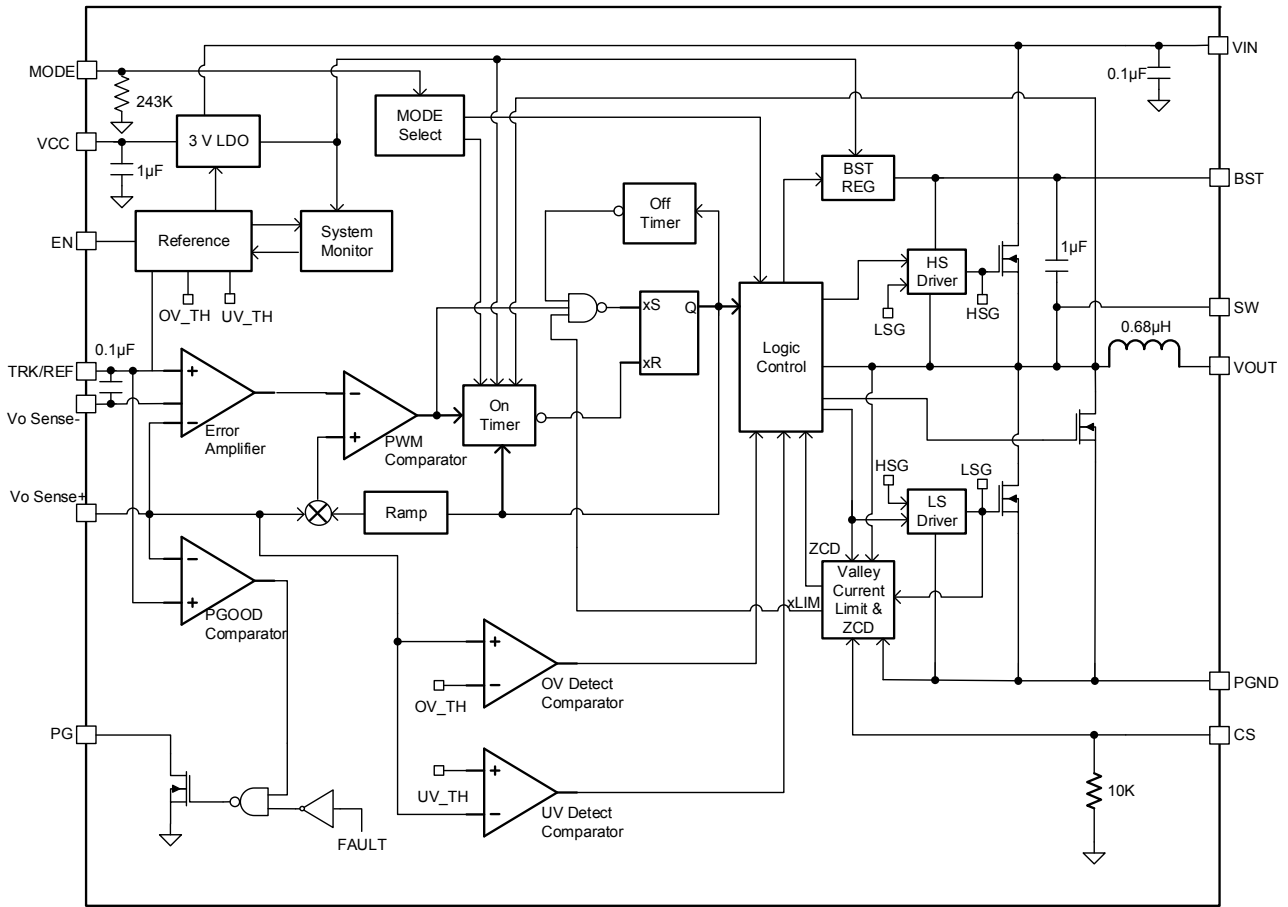 VIN
MODE
0.1µF
243K
MODE
Select
VCC
3 V LDO
1µF
BST
REG
BST
Off
Timer
EN
Reference
System
Monitor
1µF
HS
Driver
OV_TH
UV_TH
xS
Q
LSG
HSG
SW
0.1µF
0.68µH
TRK/REF
Logic
Control
VOUT
xR
On
Timer
Vo Sense-
Error
Amplifier
PWM
Comparator
HSG
LSG
Vo Sense+
Ramp
LS
Driver
ZCD
Valley
Current
Limit &
ZCD
xLIM
PGOOD
Comparator
OV_TH
OV Detect
Comparator
PGND
PG
CS
UV_TH
UV Detect
Comparator
10K
FAULT